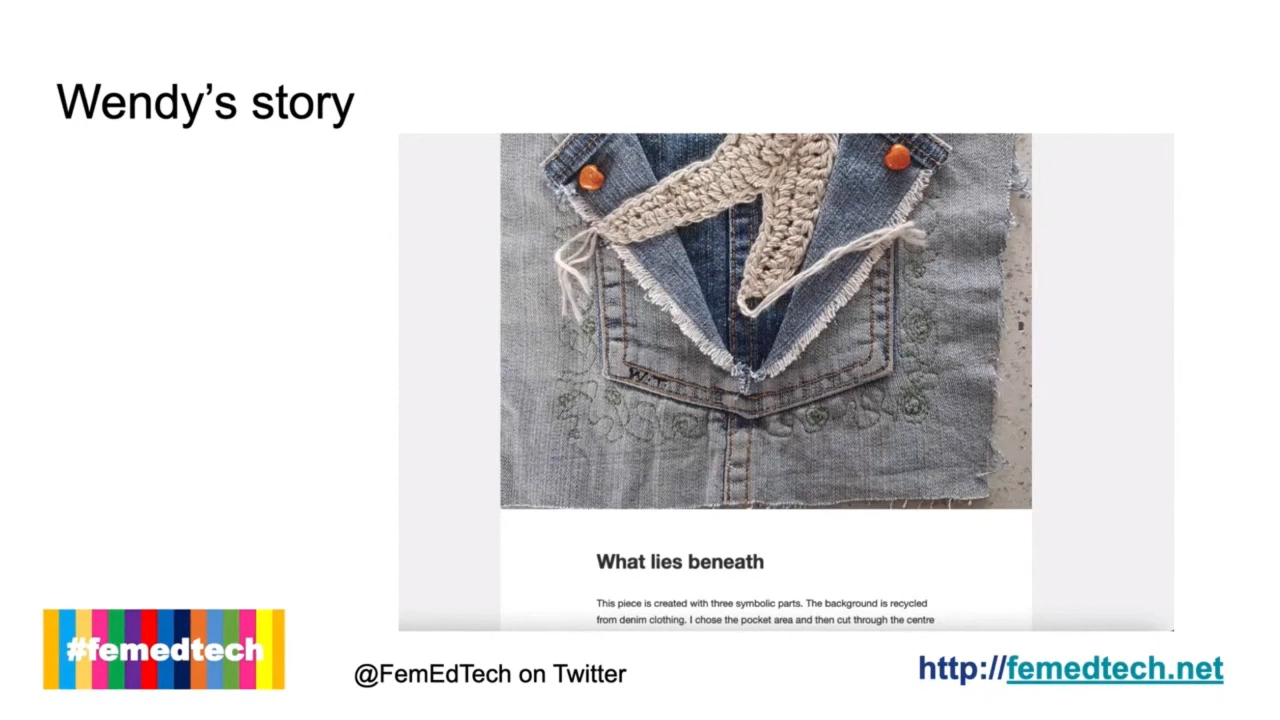 Wendy’s story
W.T.
What lies beneath
This piece is created with three symbolic parts. The background is recycled
from denim clothing. I chose the pocket area and then cut through the centre
#femedtech
@FemEdTech on Twitter
http://femedtech.net